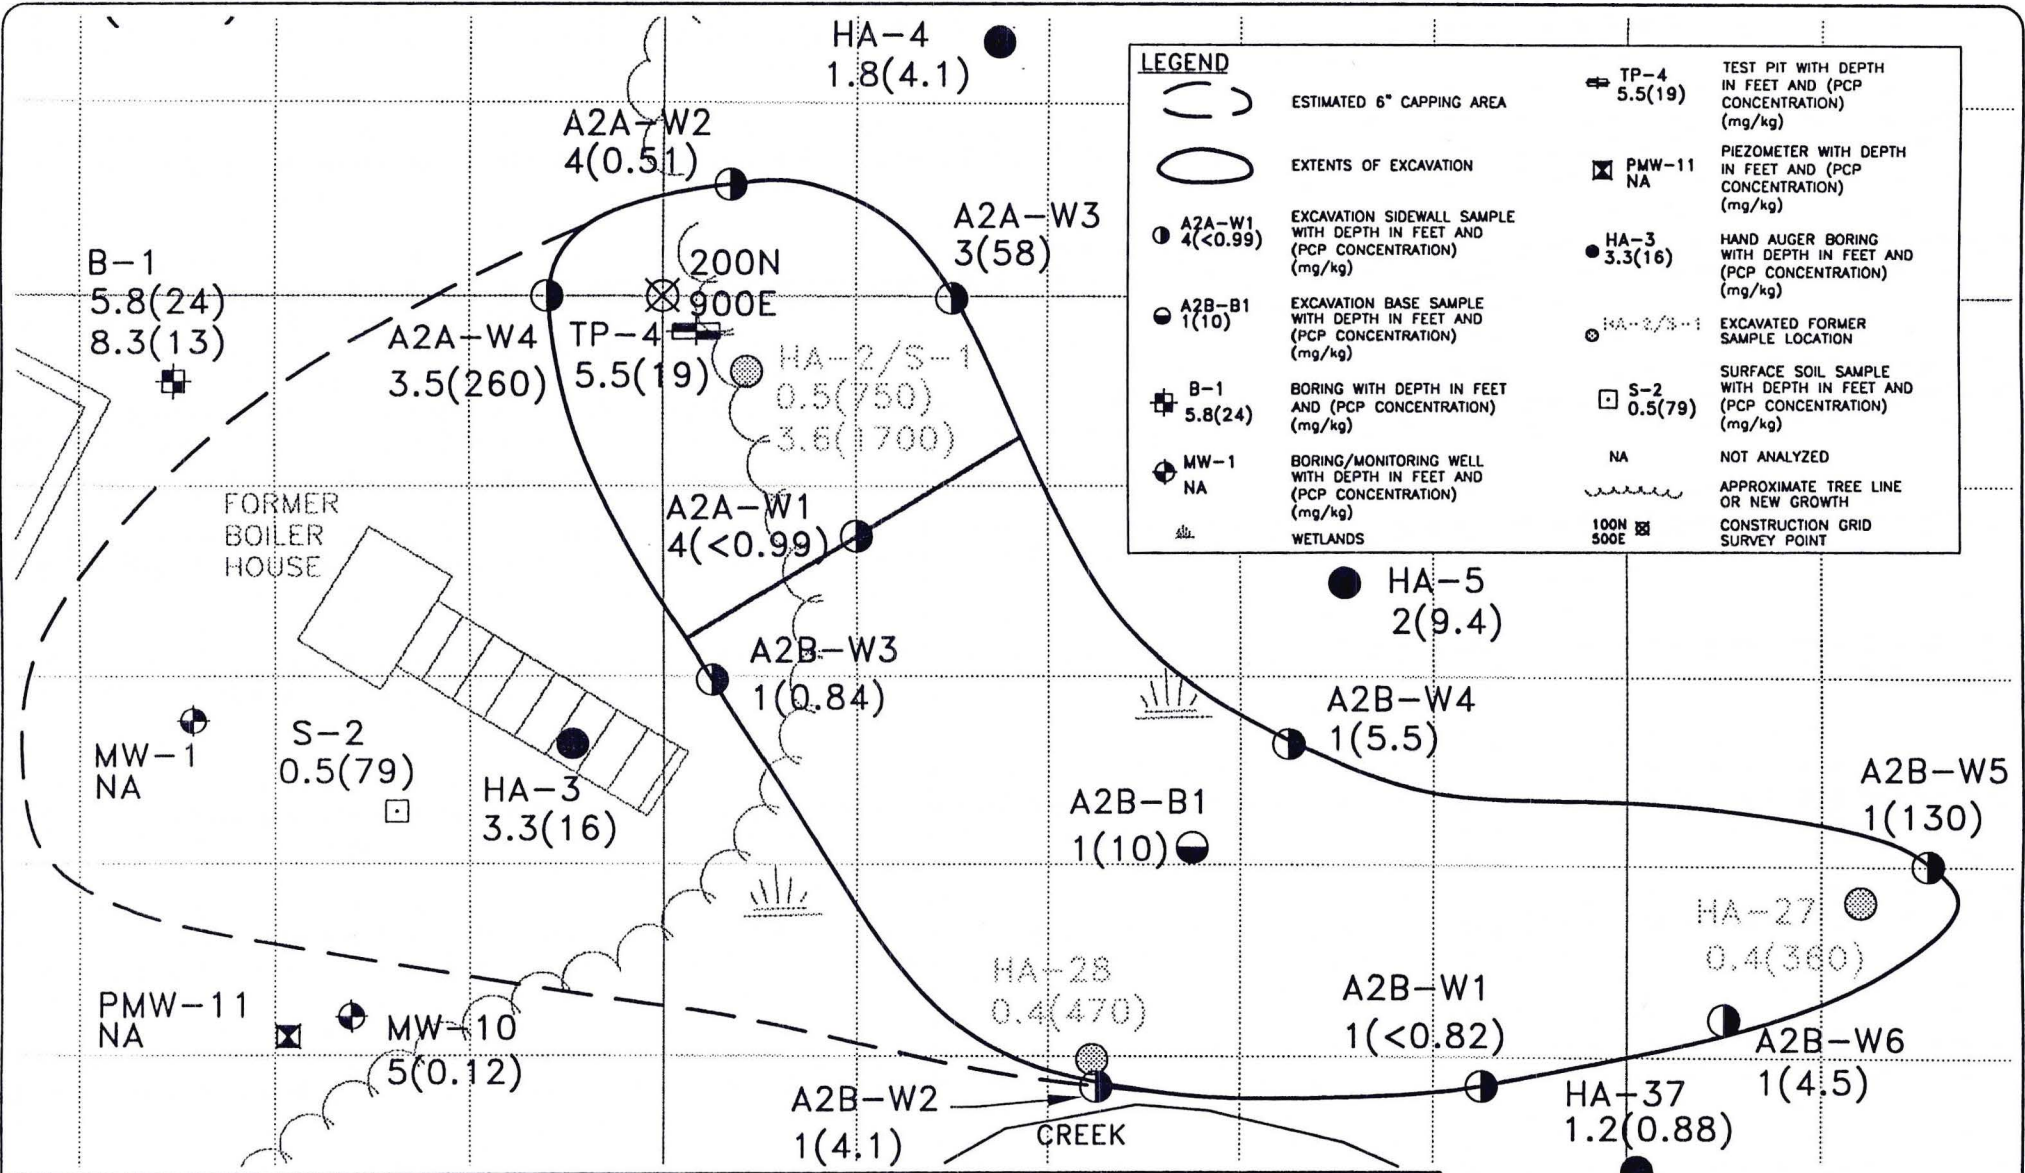 HA-4
1.8(4.1)
A2A-W2
4(0.51)
A2A-W3
3(58)
B-1
5.8(24)
8.3(13)
200N
900E
A2A-W4
3.5(260)
TP-4
5.5(19)
HA-2/S-1
0.5(750)
3.6(1700)
FORMER
BOILER
HOUSE
A2A-W1
4(<0.99)
HA-5
2(9.4)
A2B-W3
1(0.84)
A2B-W4
1(5.5)
MW-1
NA
S-2
0.5(79)
HA-3
3.3(16)
A2B-B1
1(10)
A2B-W5
1(130)
HA-27
0.4(360)
HA-28
0.4(470)
A2B-W1
1(<0.82)
PMW-11
NA
MW-10
5(0.12)
A2B-W2
1(4.1)
CREEK
A2B-W6
1(4.5)
HA-37
1.2(0.88)
LEGEND
ESTIMATED 6" CAPPING AREA
EXTENTS OF EXCAVATION
A2A-W1
4(<0.99)
EXCAVATION SIDEWALL SAMPLE
WITH DEPTH IN FEET AND
(PCP CONCENTRATION)
(mg/kg)
A2B-B1
1(10)
EXCAVATION BASE SAMPLE
WITH DEPTH IN FEET AND
(PCP CONCENTRATION)
(mg/kg)
B-1
5.8(24)
BORING WITH DEPTH IN FEET
AND (PCP CONCENTRATION)
(mg/kg)
MW-1
NA
BORING/MONITORING WELL
WITH DEPTH IN FEET AND
(PCP CONCENTRATION)
(mg/kg)
WETLANDS
TP-4
5.5(19)
TEST PIT WITH DEPTH
IN FEET AND (PCP
CONCENTRATION)
(mg/kg)
PMW-11
NA
PIEZOMETER WITH DEPTH
IN FEET AND (PCP
CONCENTRATION)
(mg/kg)
HA-3
3.3(16)
HAND AUGER BORING
WITH DEPTH IN FEET AND
(PCP CONCENTRATION)
(mg/kg)
HA-2/S-1
EXCAVATED FORMER
SAMPLE LOCATION
S-2
0.5(79)
SURFACE SOIL SAMPLE
WITH DEPTH IN FEET AND
(PCP CONCENTRATION)
(mg/kg)
NA
NOT ANALYZED
APPROXIMATE TREE LINE
OR NEW GROWTH
100N
500E
CONSTRUCTION GRID
SURVEY POINT